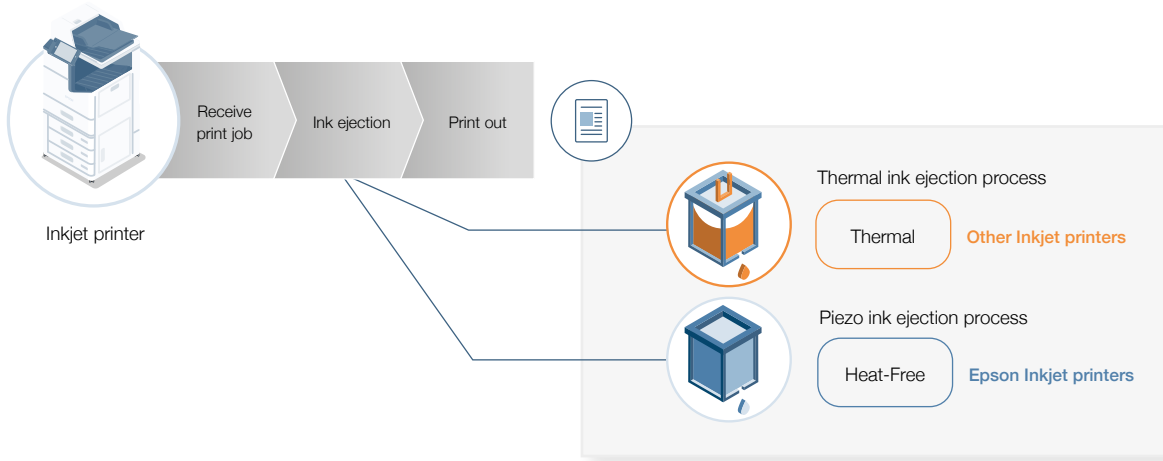 Receive
print job
Ink ejection
Print out
Inkjet printer
Thermal ink ejection process
Thermal
Other Inkjet printers
Piezo ink ejection process
Heat-Free
Epson Inkjet printers